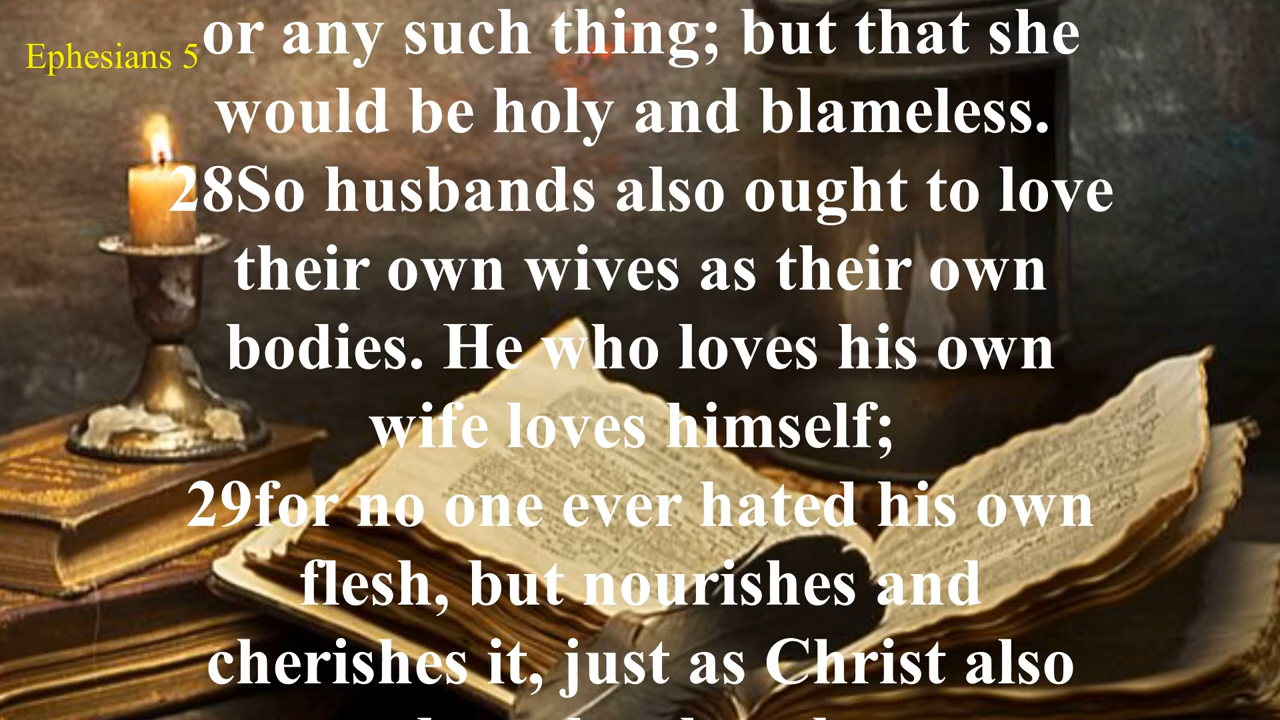 Ephesians 5
or any such thing; but that she
would be holy and blameless.
28So husbands also ought to love
their own wives as their own
bodies. He who loves his own
wife loves himself;
29for no one ever hated his own
flesh, but nourishes and
cherishes it, just as Christ also